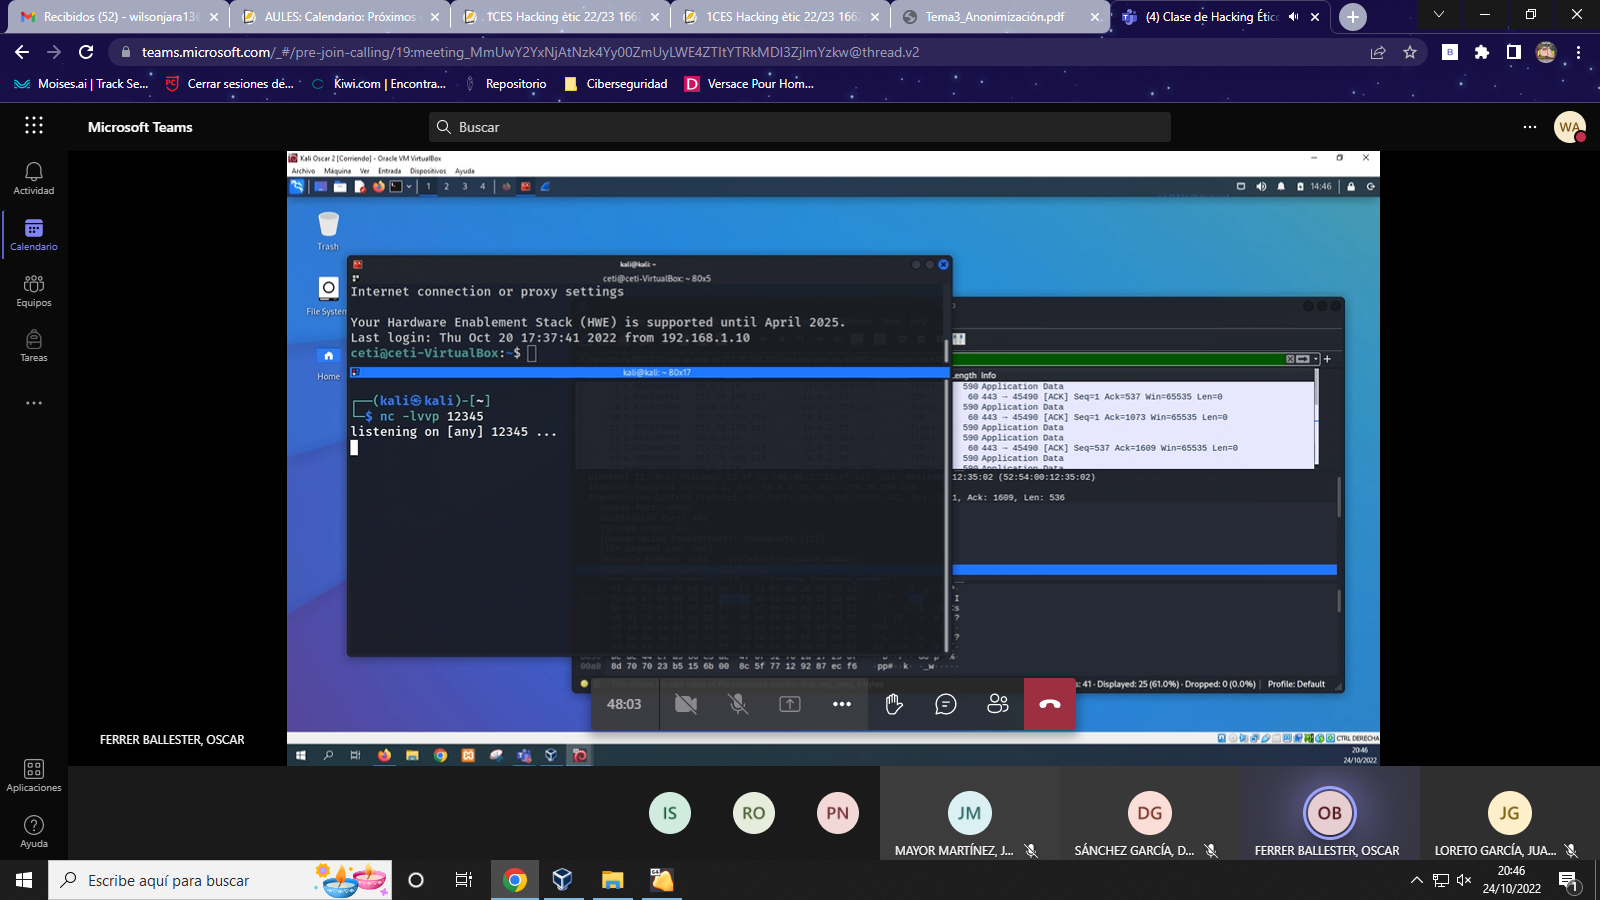 Recibidos (52) - wilsonjara13
AULES: Calendario: Próximos
1CES Hacking ètic 22/23 166
1CES Hacking ètic 22/23 166
Tema3_Anonimización.pdf
(4) Clase de Hacking Étic
teams.microsoft.com/_#/pre-join-calling/19:meeting_MmUwY2YxNjAtNzk4Yy00ZmUyLWE4ZTItYTRkMDI3ZjImYzkw@thread.v2
Moises.ai | Track Se...
Cerrar sesiones de...
Kiwi.com | Encontra...
Repositorio
Ciberseguridad
Versace Pour Hom...
Microsoft Teams
Buscar
WA
Actividad
Calendario
Equipos
Tareas
Aplicaciones
Ayuda
Kali Oscar 2 [Corriendo] - Oracle VM VirtualBox
Archivo Máquina Ver Entrada Dispositivos Ayuda
1 2 3 4
14:46
Trash
File System
Home
kali@kali: ~
ceti@ceti-VirtualBox: ~ 80x5
Internet connection or proxy settings
Your Hardware Enablement Stack (HWE) is supported until April 2025.
Last login: Thu Oct 20 17:37:41 2022 from 192.168.1.10
ceti@ceti-VirtualBox:~$
kali@kali: ~ 80x17
(kali㉿kali)-[~]
$ nc -lvvp 12345
listening on [any] 12345 ...
ength Info
590 Application Data
60 443 → 45490 [ACK] Seq=1 Ack=537 Win=65535 Len=0
590 Application Data
60 443 → 45490 [ACK] Seq=1 Ack=1073 Win=65535 Len=0
590 Application Data
590 Application Data
60 443 → 45490 [ACK] Seq=537 Ack=1609 Win=65535 Len=0
590 Application Data
590 Application Data
12:35:02 (52:54:00:12:35:02)
1, Ack: 1609, Len: 536
00a0 8d 70 70 23 b5 15 6b 00 8c 5f 77 12 92 87 ec f6 ·pp#··k· ·_w·····
: 41 · Displayed: 25 (61.0%) · Dropped: 0 (0.0%)
Profile: Default
48:03
CTRL DERECHA
20:46
24/10/2022
FERRER BALLESTER, OSCAR
IS
RO
PN
JM
MAYOR MARTÍNEZ, J...
DG
SÁNCHEZ GARCÍA, D...
OB
FERRER BALLESTER, OSCAR
JG
LORETO GARCÍA, JUA...
Escribe aquí para buscar
20:46
24/10/2022
1